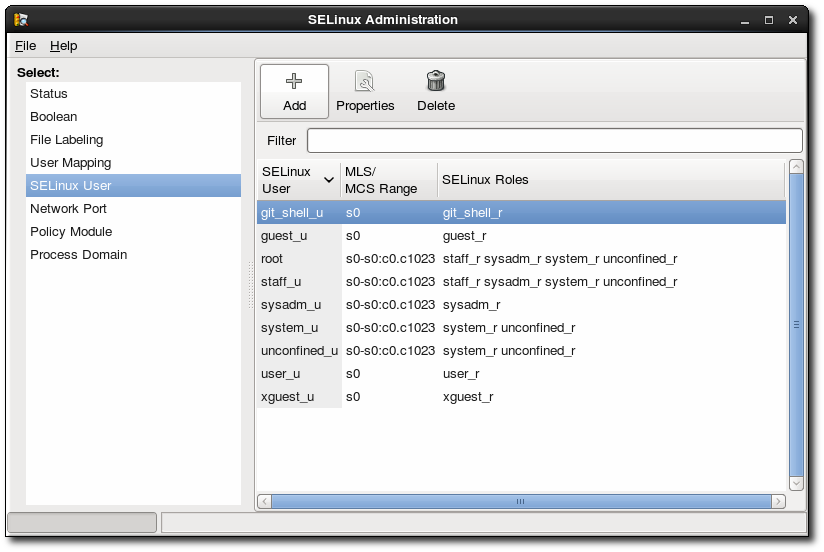 SELinux Administration
File Help
Select:
Status
Boolean
File Labeling
User Mapping
SELinux User
Network Port
Policy Module
Process Domain
Add Properties Delete
Filter
SELinux User MLS/ MCS Range SELinux Roles
git_shell_u s0 git_shell_r
guest_u s0 guest_r
root s0-s0:c0.c1023 staff_r sysadm_r system_r unconfined_r
staff_u s0-s0:c0.c1023 staff_r sysadm_r system_r unconfined_r
sysadm_u s0-s0:c0.c1023 sysadm_r
system_u s0-s0:c0.c1023 system_r unconfined_r
unconfined_u s0-s0:c0.c1023 system_r unconfined_r
user_u s0 user_r
xguest_u s0 xguest_r